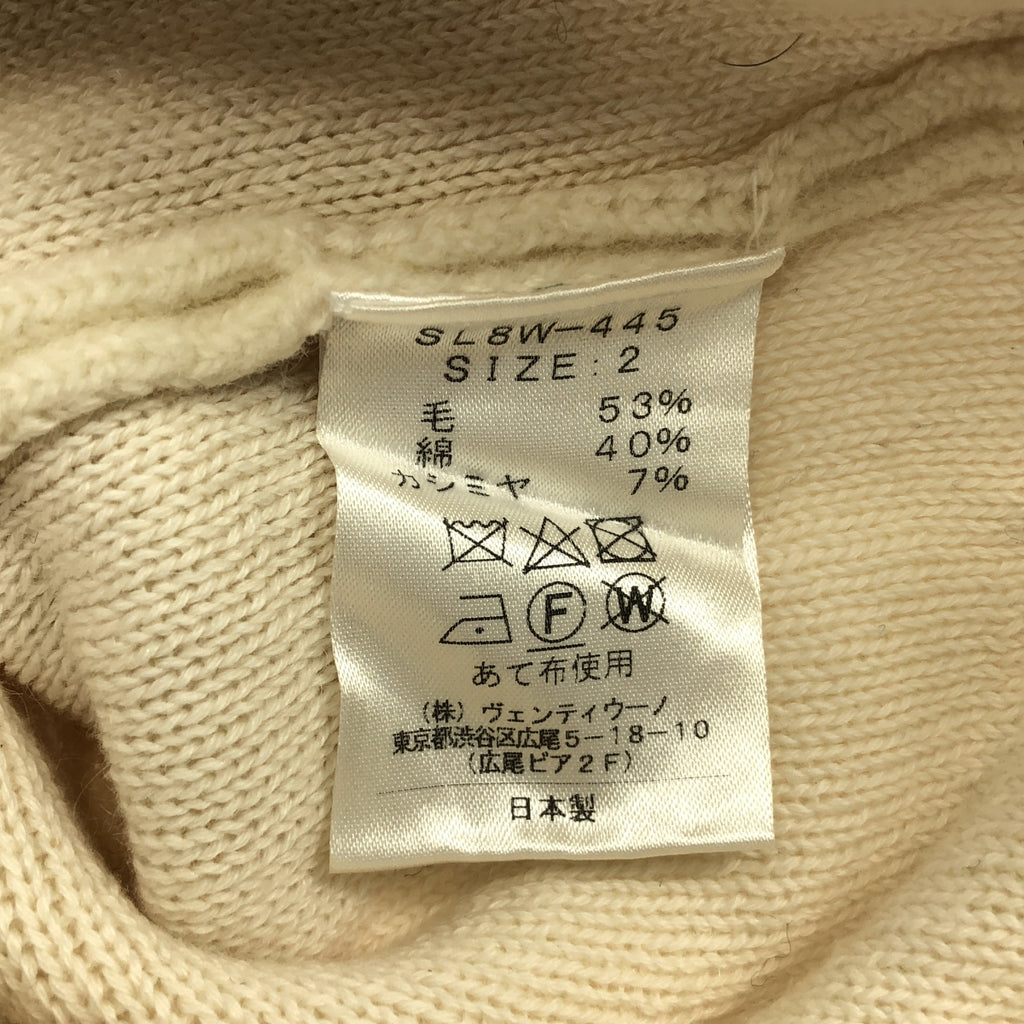 SL8W-445
SIZE:2
毛 53%
綿 40%
カシミヤ 7%
F W
あて布使用
(株)ヴェンティウーノ
東京都渋谷区広尾5-18-10
(広尾ピア2F)
日本製